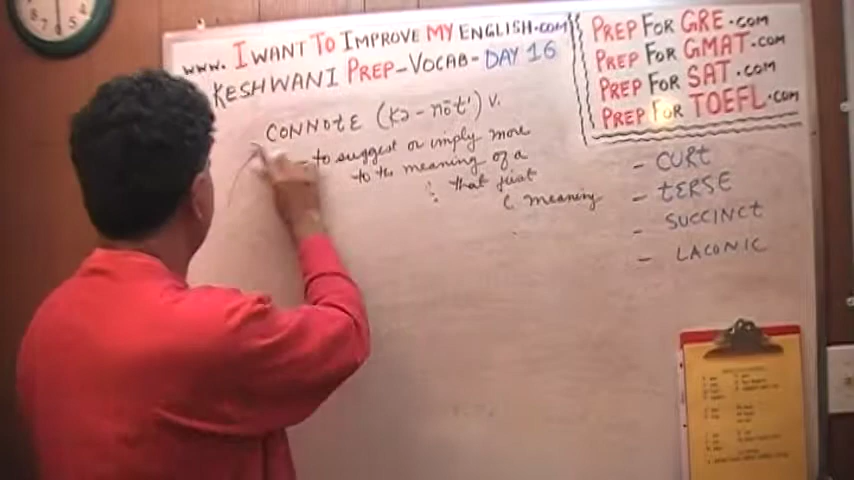 www. I WANT TO IMPROVE MY ENGLISH.COM
KESHWANI PREP-VOCAB-DAY 16
CONNOTE (kə-nōt') v.
- to suggest or imply more
to the meaning of a
that just
meaning
PREP FOR GRE.COM
PREP FOR GMAT.COM
PREP FOR SAT.COM
PREP FOR TOEFL.COM
- CURT
- TERSE
- SUCCINCT
- LACONIC